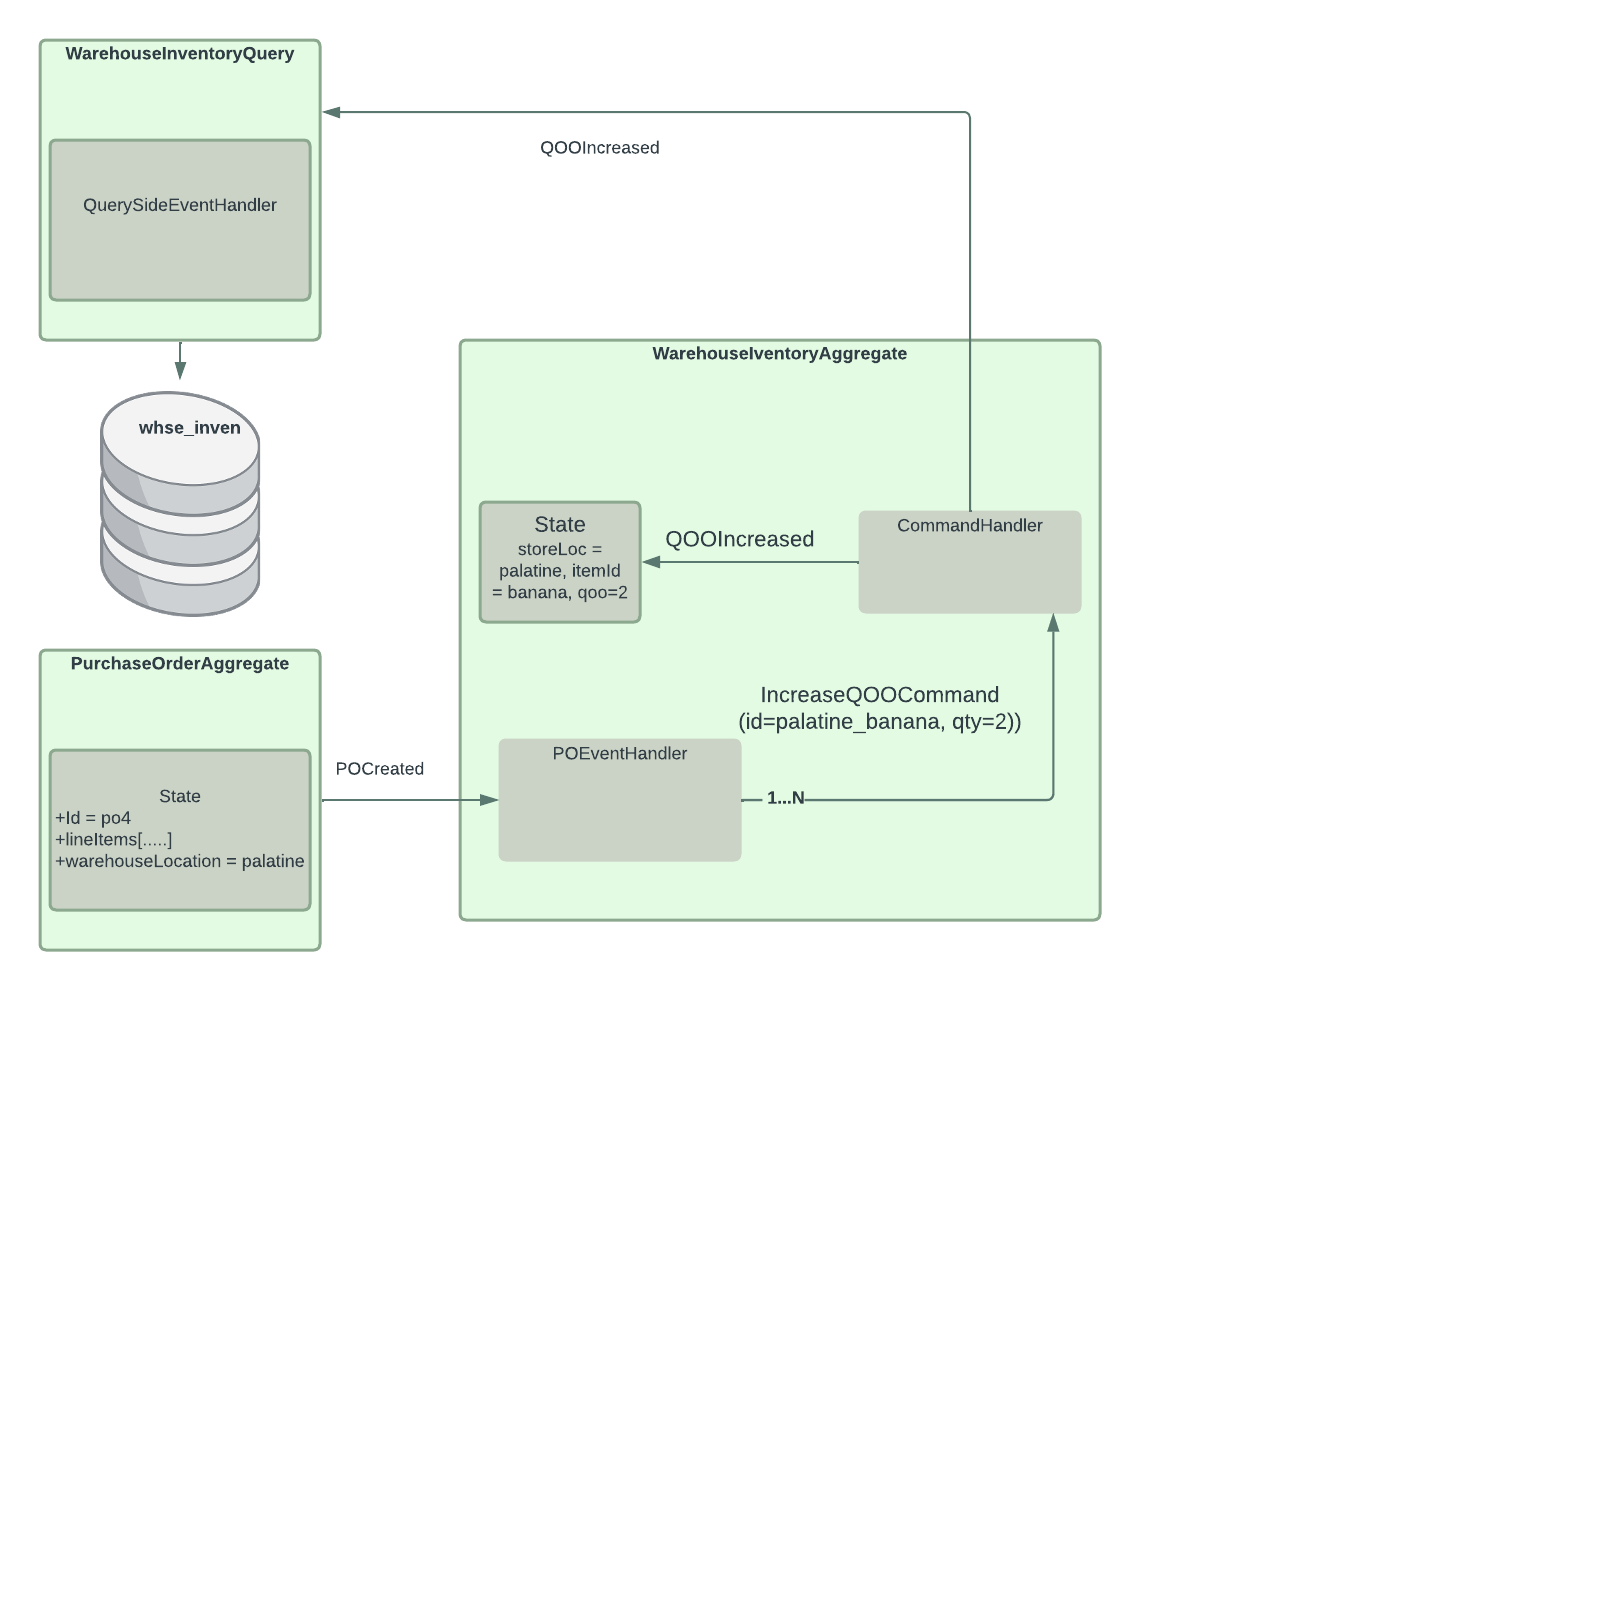 WarehouseInventoryQuery
QOOIncreased
QuerySideEventHandler
whse_inven
WarehouseIventoryAggregate
State
storeLoc =
palatine, itemId
= banana, qoo=2
QOOIncreased
CommandHandler
IncreaseQOOCommand
(id=palatine_banana, qty=2))
PurchaseOrderAggregate
State
+Id = po4
+lineItems[.....]
+warehouseLocation = palatine
POCreated
POEventHandler
1...N